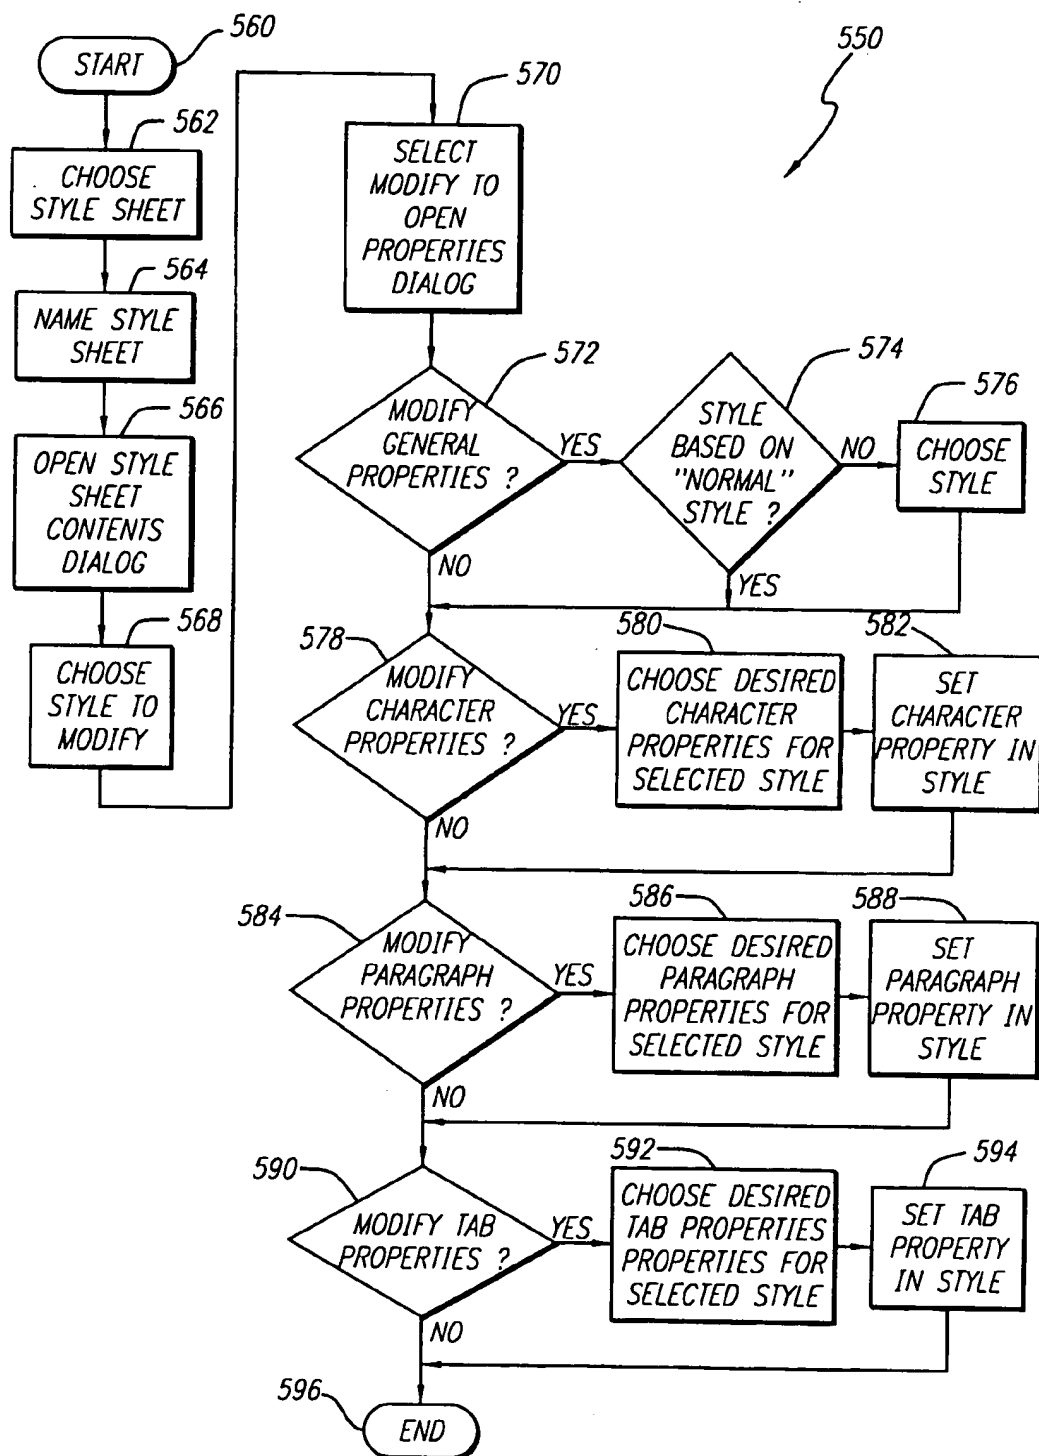 560
START
550
562
CHOOSE
STYLE SHEET
564
NAME STYLE
SHEET
566
OPEN STYLE
SHEET
CONTENTS
DIALOG
568
CHOOSE
STYLE TO
MODIFY
570
SELECT
MODIFY TO
OPEN
PROPERTIES
DIALOG
572
MODIFY
GENERAL
PROPERTIES ?
YES
NO
574
STYLE
BASED ON
"NORMAL"
STYLE ?
NO
YES
576
CHOOSE
STYLE
578
MODIFY
CHARACTER
PROPERTIES ?
YES
NO
580
CHOOSE DESIRED
CHARACTER
PROPERTIES FOR
SELECTED STYLE
582
SET
CHARACTER
PROPERTY IN
STYLE
584
MODIFY
PARAGRAPH
PROPERTIES ?
YES
NO
586
CHOOSE DESIRED
PARAGRAPH
PROPERTIES FOR
SELECTED STYLE
588
SET
PARAGRAPH
PROPERTY IN
STYLE
590
MODIFY TAB
PROPERTIES ?
YES
NO
592
CHOOSE DESIRED
TAB PROPERTIES
PROPERTIES FOR
SELECTED STYLE
594
SET TAB
PROPERTY
IN STYLE
596
END